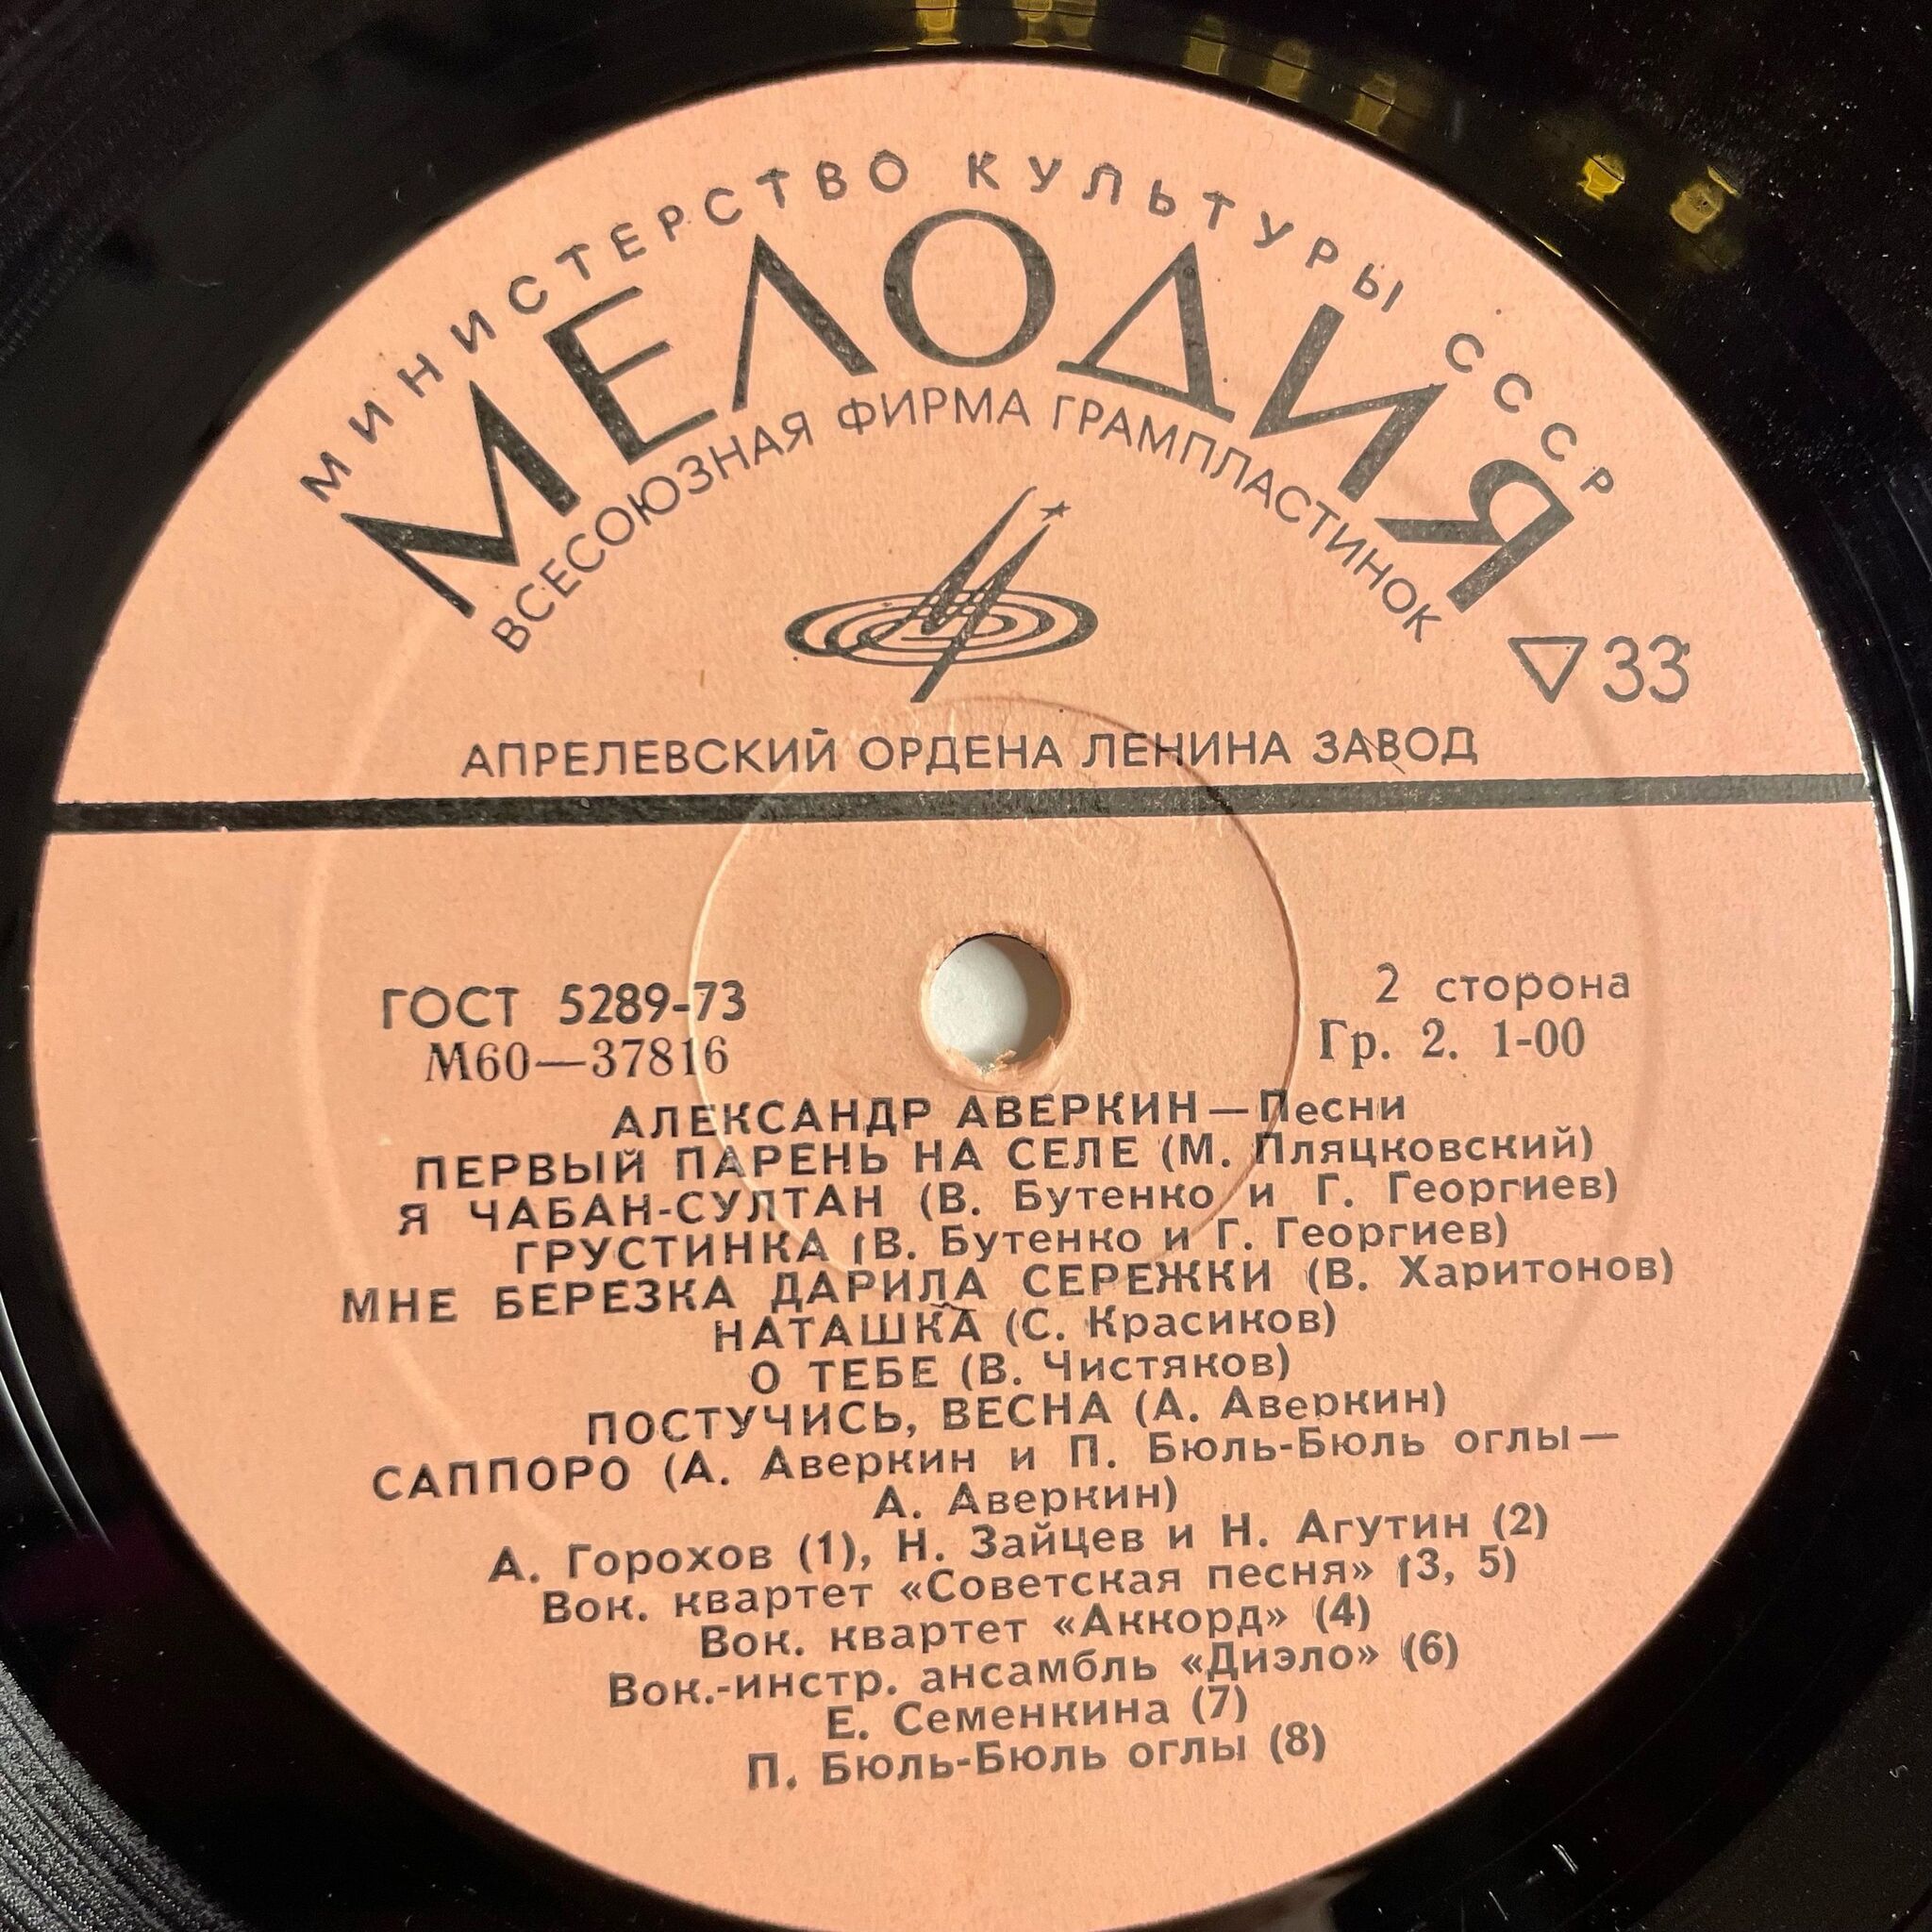 МИНИСТЕРСТВО КУЛЬТУРЫ СССР
МЕЛОДИЯ
ВСЕСОЮЗНАЯ ФИРМА ГРАМПЛАСТИНОК
33
АПРЕЛЕВСКИЙ ОРДЕНА ЛЕНИНА ЗАВОД
ГОСТ 5289-73
2 сторона
М60—37816
Гр. 2. 1-00
АЛЕКСАНДР АВЕРКИН—Песни
ПЕРВЫЙ ПАРЕНЬ НА СЕЛЕ (М. Пляцковский)
Я ЧАБАН-СУЛТАН (В. Бутенко и Г. Георгиев)
ГРУСТИНКА (В. Бутенко и Г. Георгиев)
МНЕ БЕРЕЗКА ДАРИЛА СЕРЕЖКИ (В. Харитонов)
НАТАШКА (С. Красиков)
О ТЕБЕ (В. Чистяков)
ПОСТУЧИСЬ, ВЕСНА (А. Аверкин)
САППОРО (А. Аверкин и П. Бюль-Бюль оглы—
А. Аверкин)
А. Горохов (1), Н. Зайцев и Н. Агутин (2)
Вок. квартет «Советская песня» (3, 5)
Вок. квартет «Аккорд» (4)
Вок.-инстр. ансамбль «Диэло» (6)
Е. Семенкина (7)
П. Бюль-Бюль оглы (8)